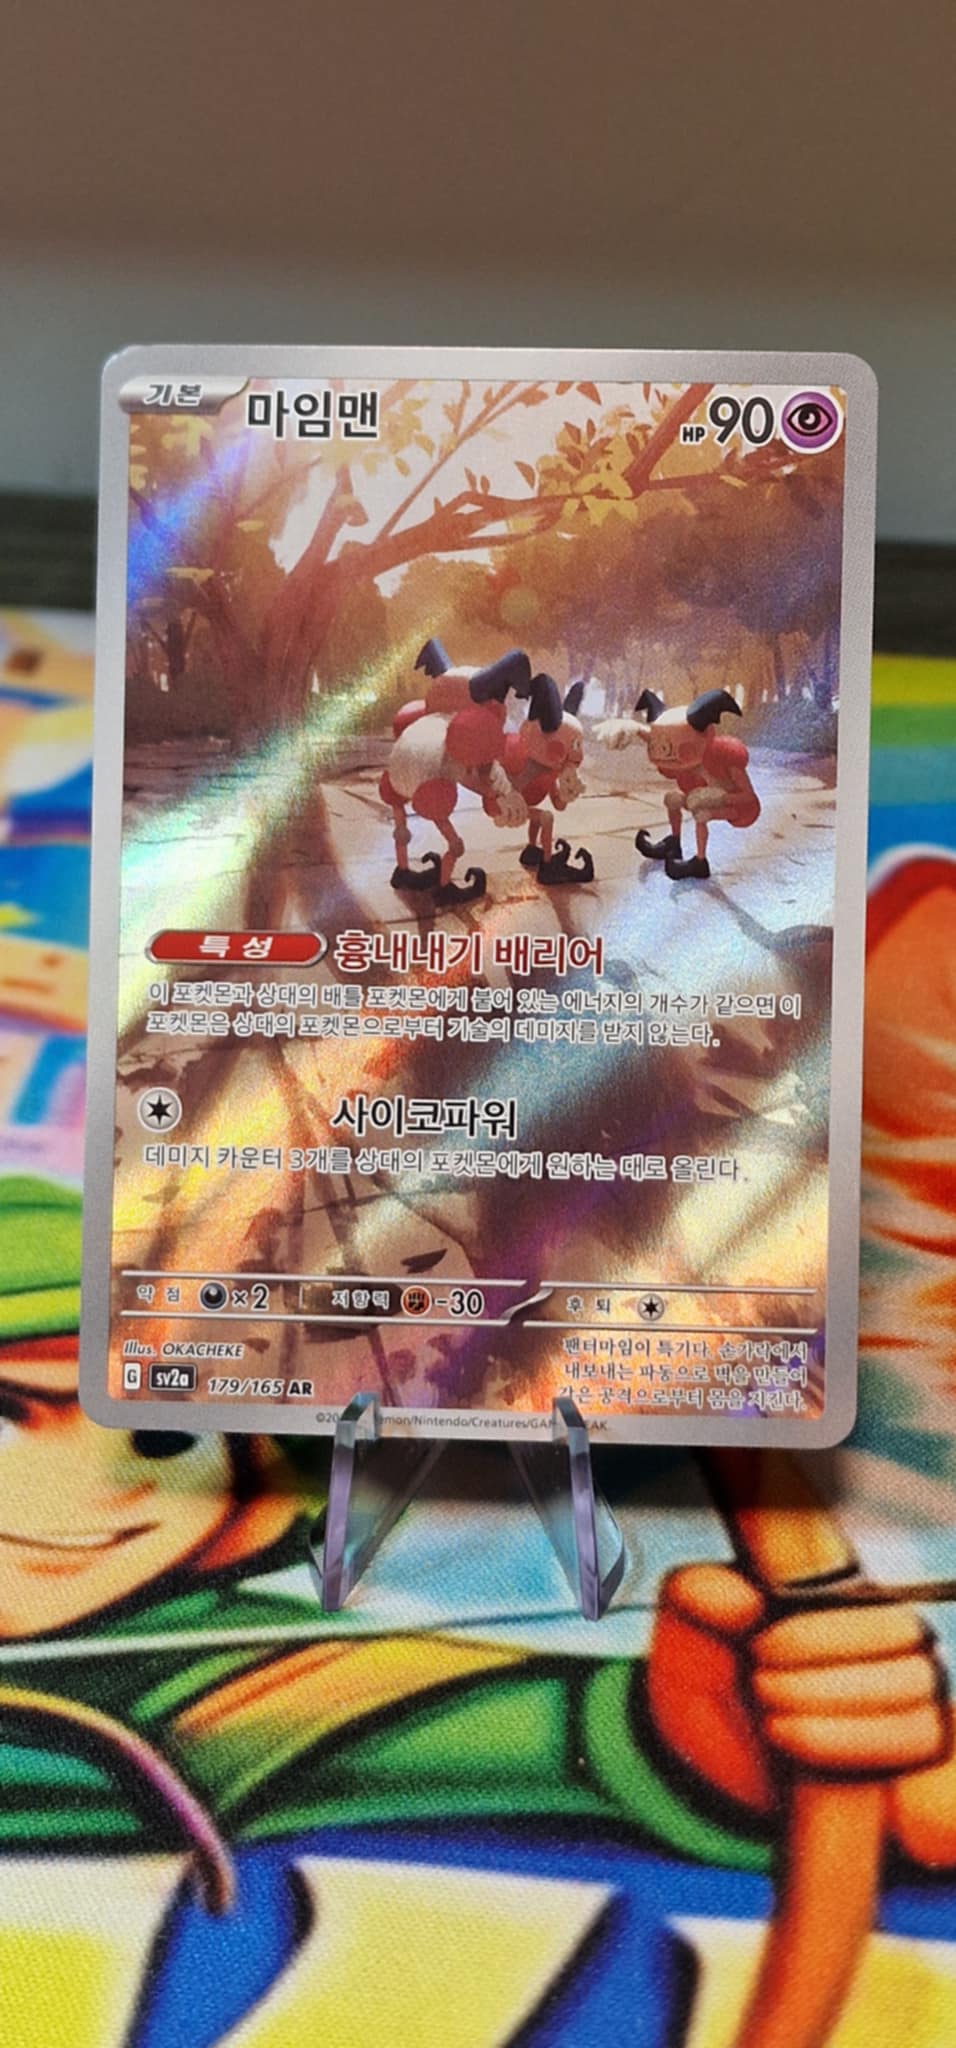 기본
마임맨
HP 90
특성 흉내내기 배리어
이 포켓몬과 상대의 배틀 포켓몬에게 붙어 있는 에너지의 개수가 같으면 이
포켓몬은 상대의 포켓몬으로부터 기술의 데미지를 받지 않는다.
사이코파워
데미지 카운터 3개를 상대의 포켓몬에게 원하는 대로 올린다.
약점 ×2 저항력 -30 후퇴
Illus. OKACHEKE
G sv2a 179/165 AR
팬터마임이 특기다. 손가락에서
내보내는 파동으로 벽을 만들어
강한 공격으로부터 몸을 지킨다.
/Nintendo/Creatures/